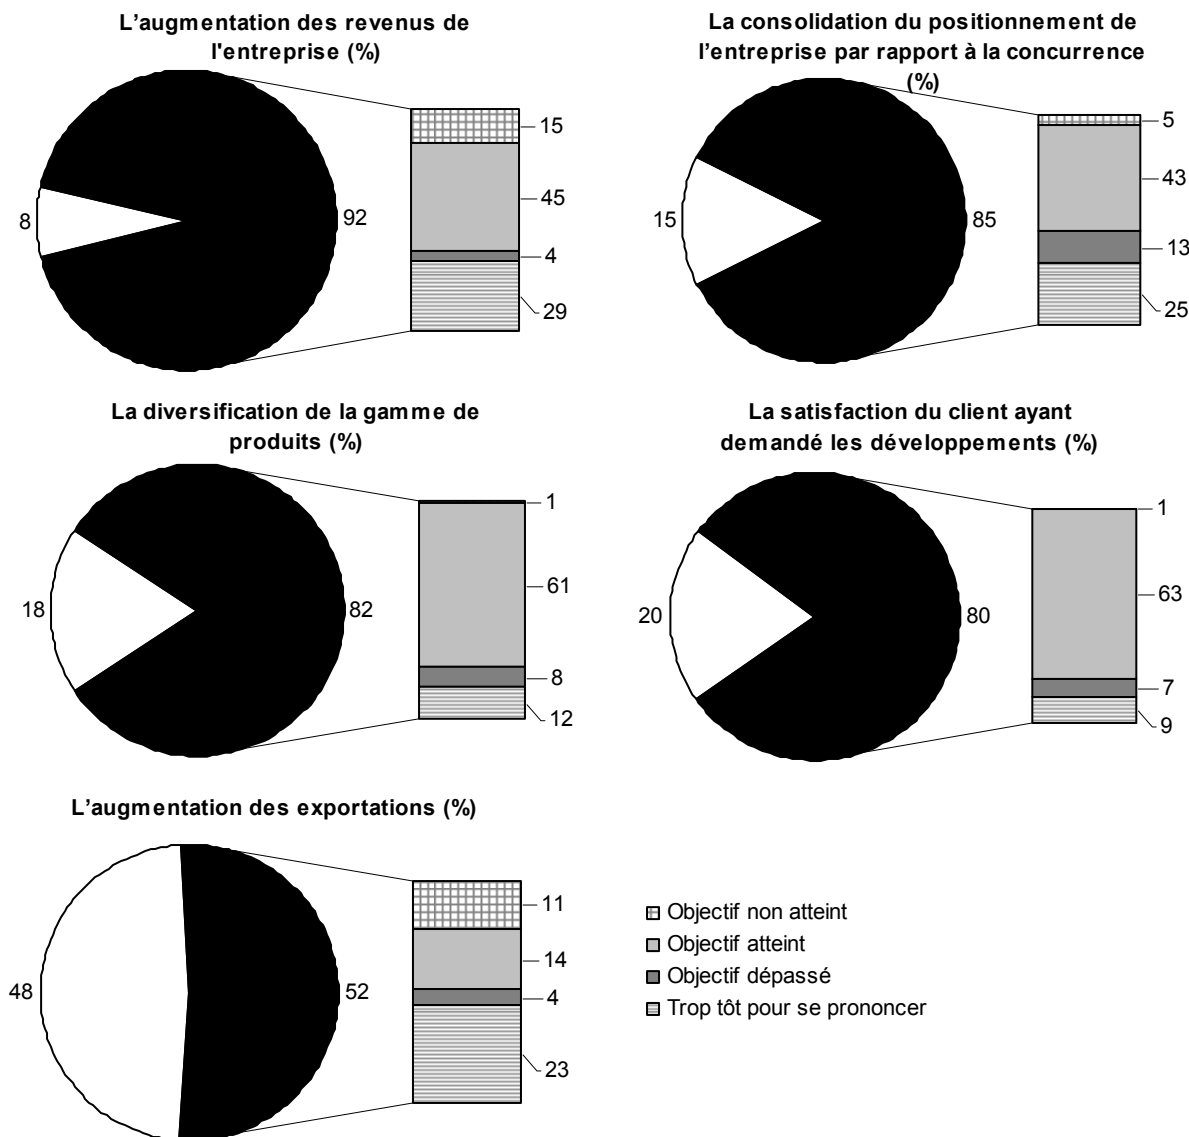 L'augmentation des revenus de
l'entreprise (%)
8
92
15
45
4
29
La consolidation du positionnement de
l'entreprise par rapport à la concurrence
(%)
15
85
5
43
13
25
La diversification de la gamme de
produits (%)
18
82
1
61
8
12
La satisfaction du client ayant
demandé les développements (%)
20
80
1
63
7
9
L'augmentation des exportations (%)
48
52
11
14
4
23
Objectif non atteint
Objectif atteint
Objectif dépassé
Trop tôt pour se prononcer